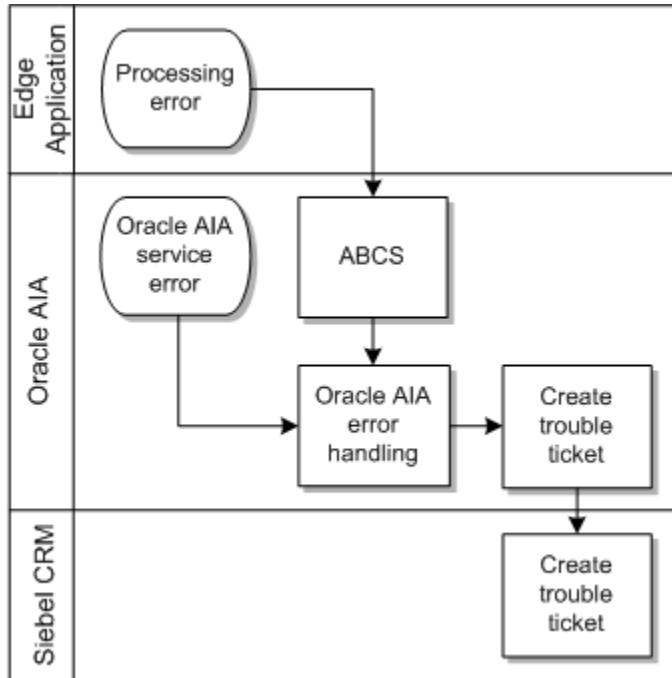 Edge
Application
Processing
error
Oracle AIA
Oracle AIA
service
error
ABCS
Oracle AIA
error
handling
Create
trouble
ticket
Siebel CRM
Create
trouble
ticket